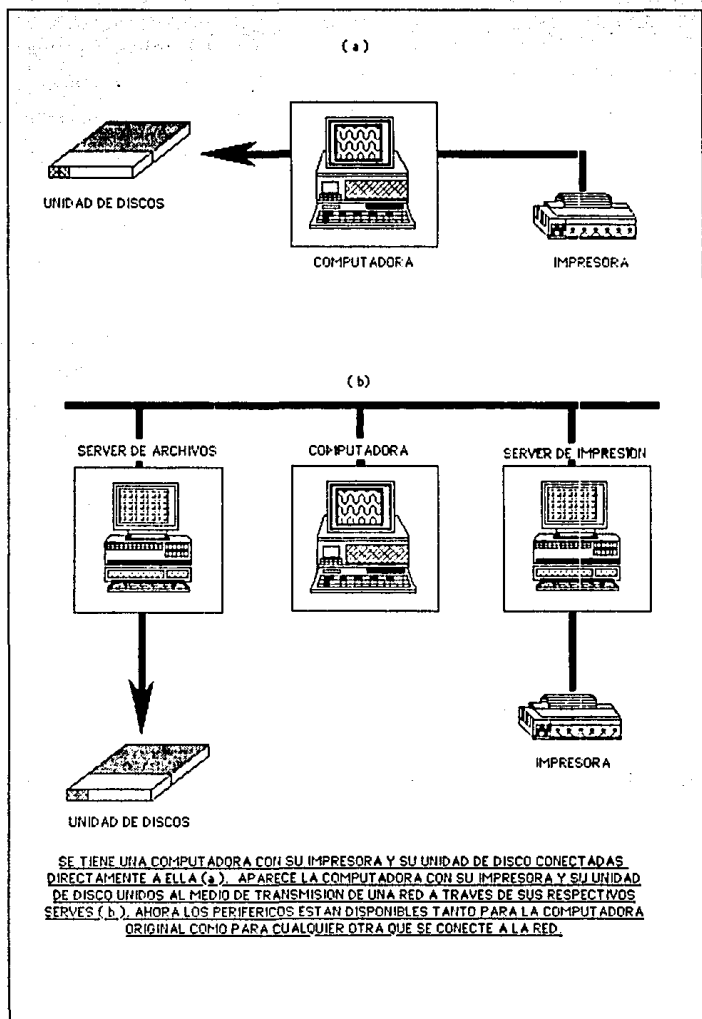 (a)
UNIDAD DE DISCOS
COMPUTADORA
IMPRESORA
(b)
SERVER DE ARCHIVOS
COMPUTADORA
SERVER DE IMPRESION
IMPRESORA
UNIDAD DE DISCOS
SE TIENE UNA COMPUTADORA CON SU IMPRESORA Y SU UNIDAD DE DISCO CONECTADAS
DIRECTAMENTE A ELLA (a). APARECE LA COMPUTADORA CON SU IMPRESORA Y SU UNIDAD
DE DISCO UNIDOS AL MEDIO DE TRANSMISION DE UNA RED A TRAVES DE SUS RESPECTIVOS
SERVES (b). AHORA LOS PERIFERICOS ESTAN DISPONIBLES TANTO PARA LA COMPUTADORA
ORIGINAL COMO PARA CUALQUIER OTRA QUE SE CONECTE A LA RED.